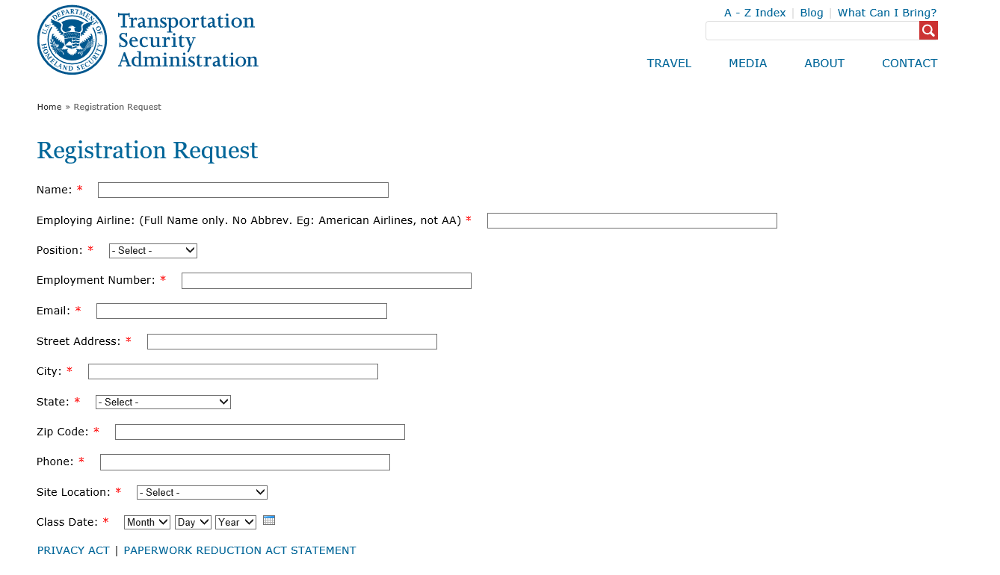 U.S. DEPARTMENT OF HOMELAND SECURITY
Transportation
Security
Administration
A - Z Index | Blog | What Can I Bring?
TRAVEL MEDIA ABOUT CONTACT
Home » Registration Request
Registration Request
Name: *
Employing Airline: (Full Name only. No Abbrev. Eg: American Airlines, not AA) *
Position: * - Select -
Employment Number: *
Email: *
Street Address: *
City: *
State: * - Select -
Zip Code: *
Phone: *
Site Location: * - Select -
Class Date: * Month Day Year
PRIVACY ACT | PAPERWORK REDUCTION ACT STATEMENT